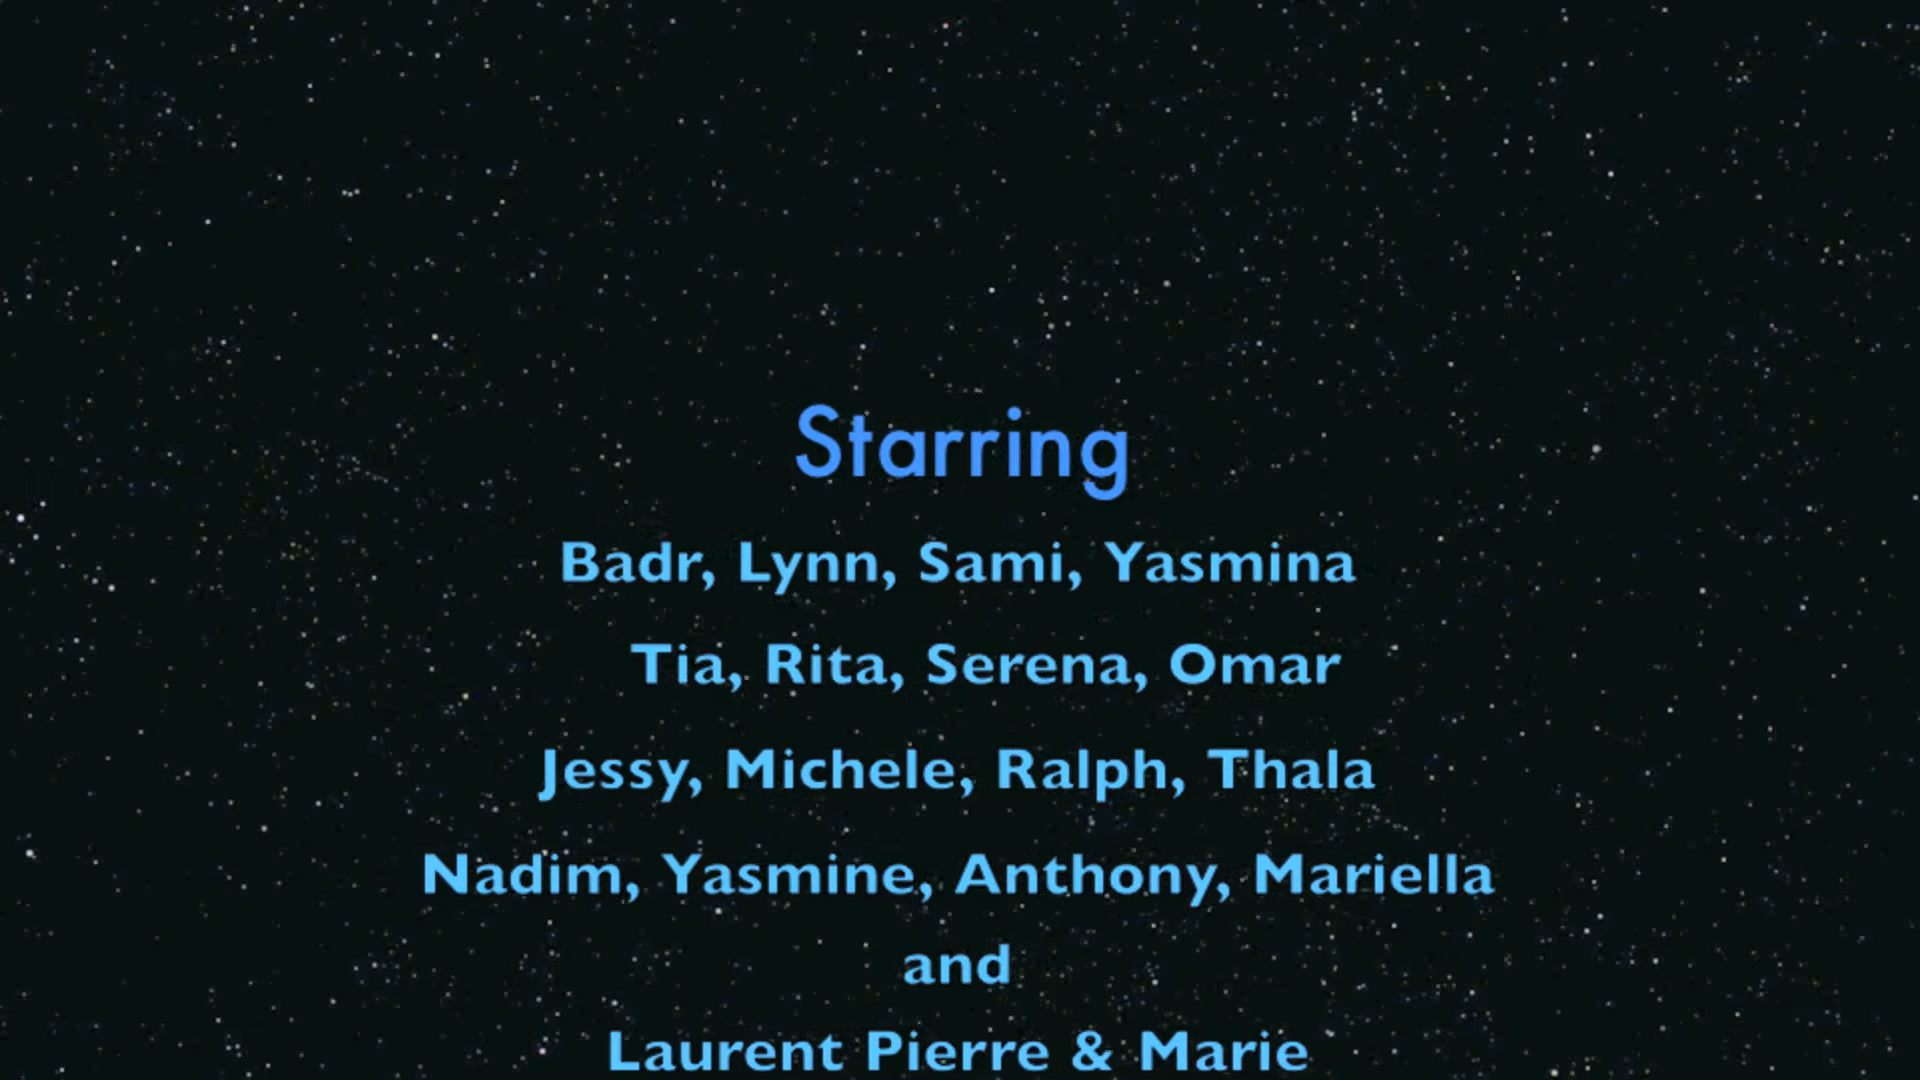 Starring
Badr, Lynn, Sami, Yasmina
Tia, Rita, Serena, Omar
Jessy, Michele, Ralph, Thala
Nadim, Yasmine, Anthony, Mariella
and
Laurent Pierre & Marie